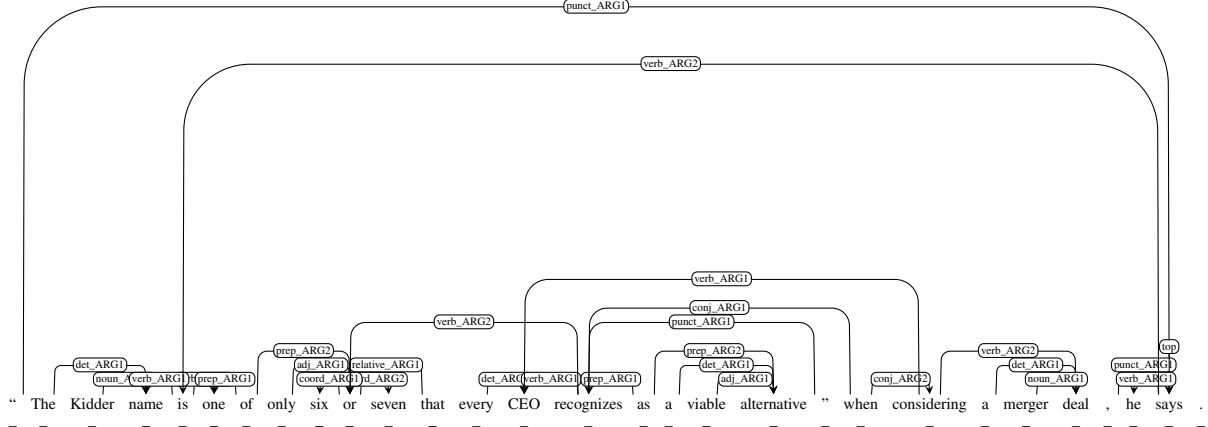 punct_ARG1
verb_ARG2
verb_ARG1
conj_ARG1
verb_ARG2 punct_ARG1
top
prep_ARG2 prep_ARG2 verb_ARG2
det_ARG1 adj_ARG1 relative_ARG1 det_ARG1 det_ARG1 punct_ARG1
verb_ARG1 prep_ARG1 coord_ARG1 verb_ARG1 prep_ARG1 adj_ARG1 conj_ARG2 noun_ARG1 verb_ARG1
“ The Kidder name is one of only six or seven that every CEO recognizes as a viable alternative ” when considering a merger deal , he says .
_ _ _ _ _ _ _ _ _ _ _ _ _ _ _ _ _ _ _ _ _ _ _ _ _ _ _ _ _